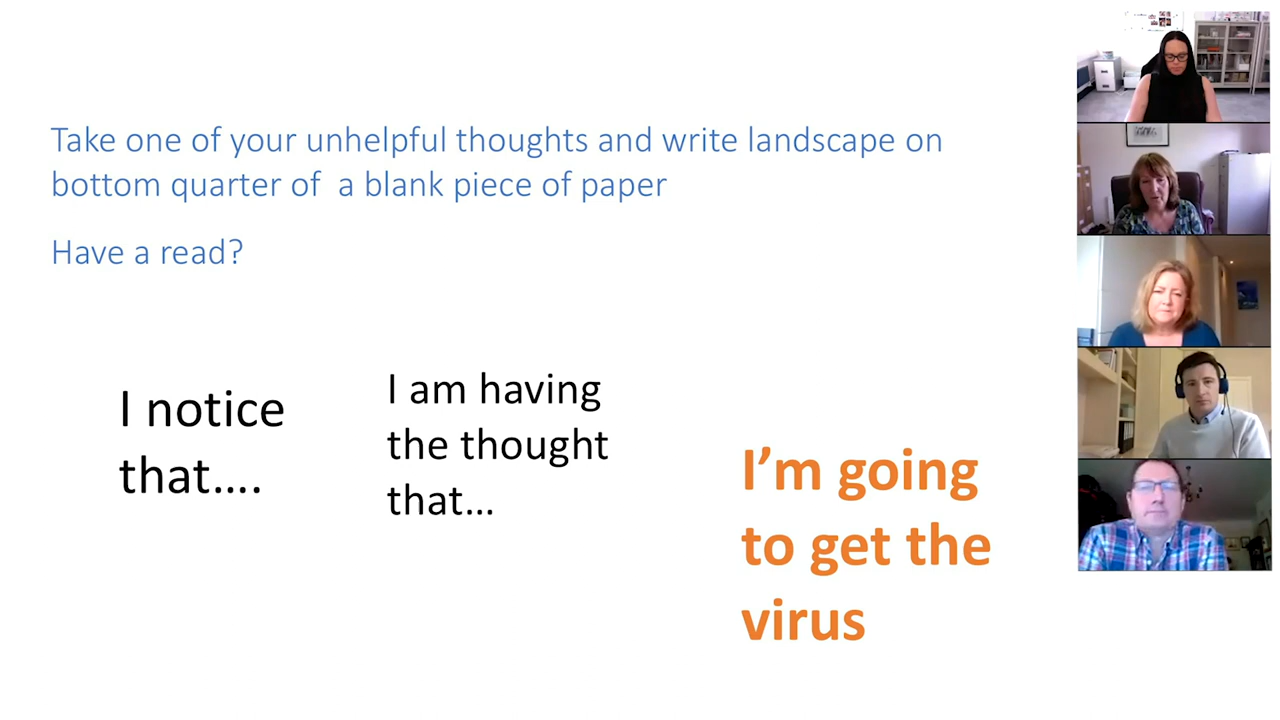 Take one of your unhelpful thoughts and write landscape on
bottom quarter of  a blank piece of paper
Have a read?
I notice
that....
I am having
the thought
that...
I’m going
to get the
virus